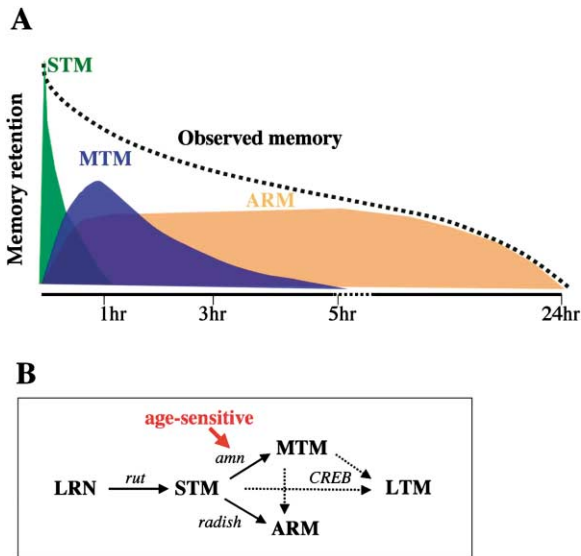 A
STM
Observed memory
MTM
ARM
Memory retention
1hr
3hr
5hr
24hr
B
age-sensitive
amn
MTM
LRN
rut
STM
CREB
LTM
radish
ARM